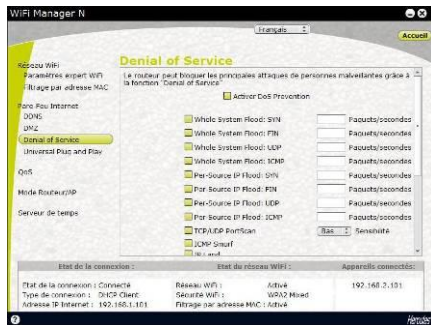 WiFi Manager N
Français
Accueil
Réseau WiFi
Paramètres expert WiFi
Filtrage par adresse MAC
Pare-Feu Internet
DDNS
DMZ
Denial of Service
Universal Plug and Play
QoS
Mode Routeur/AP
Serveur de temps
Denial of Service
Le routeur peut bloquer les principales attaques de personnes malveillantes grâce à
la fonction "Denial of Service"
Activer DoS Prevention
Whole System Flood: SYN Paquets/secondes
Whole System Flood: FIN Paquets/secondes
Whole System Flood: UDP Paquets/secondes
Whole System Flood: ICMP Paquets/secondes
Per-Source IP Flood: SYN Paquets/secondes
Per-Source IP Flood: FIN Paquets/secondes
Per-Source IP Flood: UDP Paquets/secondes
Per-Source IP Flood: ICMP Paquets/secondes
TCP/UDP PortScan Bas Sensibilité
ICMP Smurf
IP Land
Etat de la connexion :
Etat de la connexion : Connecté
Type de connexion : DHCP Client
Adresse IP Internet : 192.168.1.101
Etat du réseau WiFi :
Réseau WiFi : Activé
Sécurité WiFi : WPA2 Mixed
Filtrage par adresse MAC : Activé
Appareils connectés:
192.168.2.101
Hercules